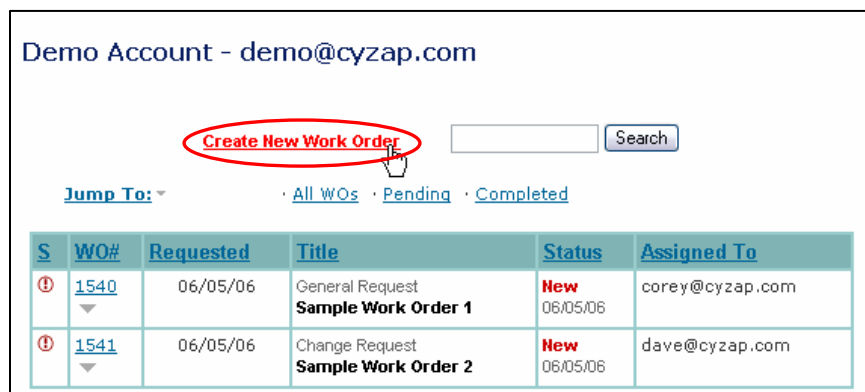 Demo Account - demo@cyzap.com
Create New Work Order Search
Jump To: · All WOs · Pending · Completed
S WO# Requested Title Status Assigned To
1540 06/05/06 General Request New corey@cyzap.com
Sample Work Order 1 06/05/06
1541 06/05/06 Change Request New dave@cyzap.com
Sample Work Order 2 06/05/06